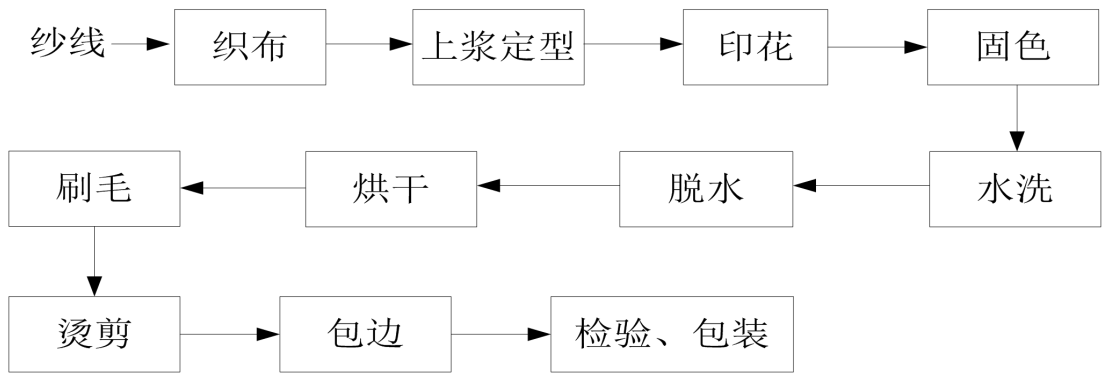 纱线 织布 上浆定型 印花 固色
刷毛 烘干 脱水 水洗
烫剪 包边 检验、包装